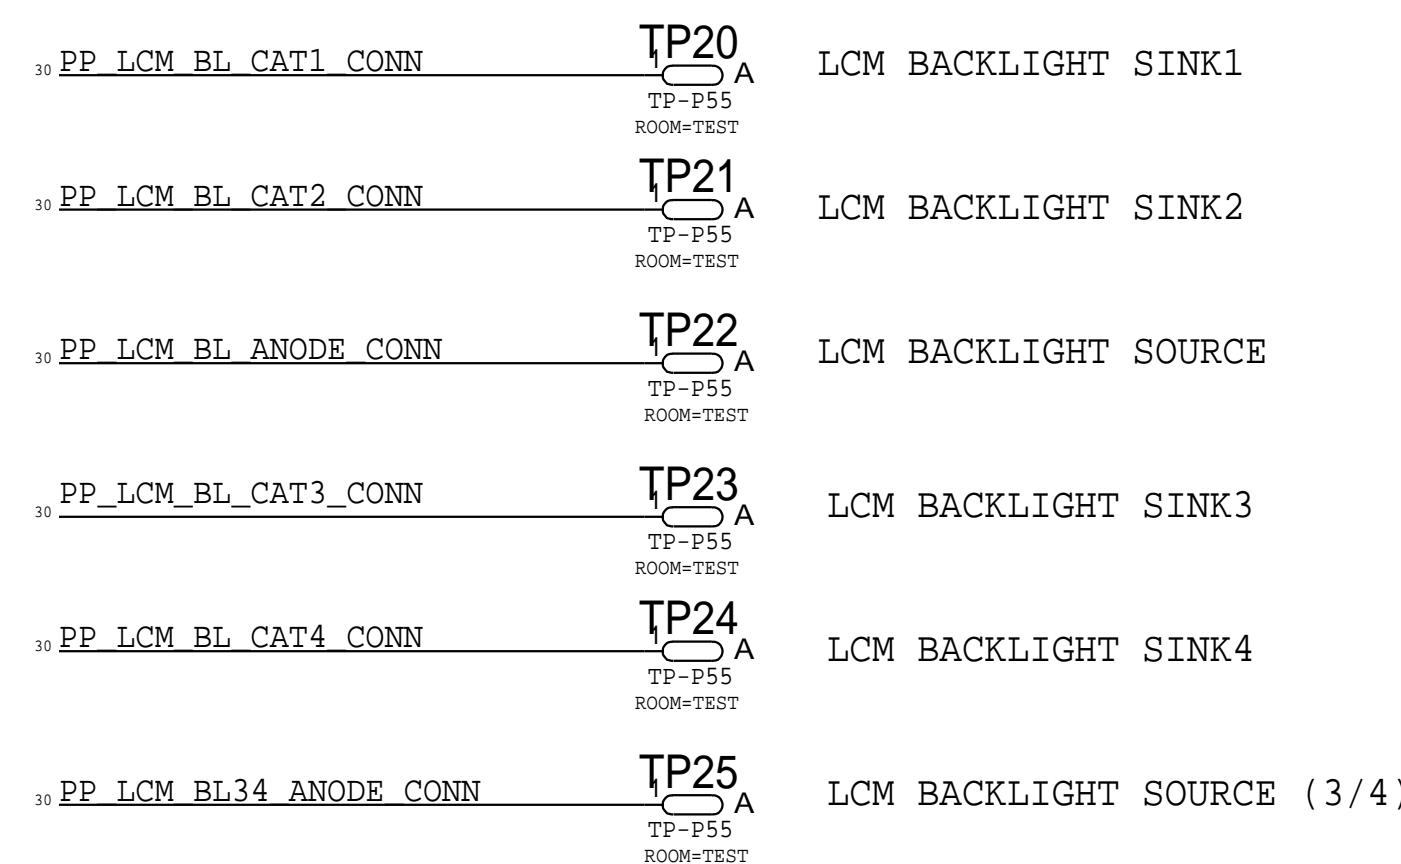 TP20
30 PP_LCM_BL_CAT1_CONN 1 A LCM BACKLIGHT SINK1
TP-P55
ROOM=TEST
TP21
30 PP_LCM_BL_CAT2_CONN 1 A LCM BACKLIGHT SINK2
TP-P55
ROOM=TEST
TP22
30 PP_LCM_BL_ANODE_CONN 1 A LCM BACKLIGHT SOURCE
TP-P55
ROOM=TEST
TP23
30 PP_LCM_BL_CAT3_CONN 1 A LCM BACKLIGHT SINK3
TP-P55
ROOM=TEST
TP24
30 PP_LCM_BL_CAT4_CONN 1 A LCM BACKLIGHT SINK4
TP-P55
ROOM=TEST
TP25
30 PP_LCM_BL34_ANODE_CONN 1 A LCM BACKLIGHT SOURCE (3/4)
TP-P55
ROOM=TEST